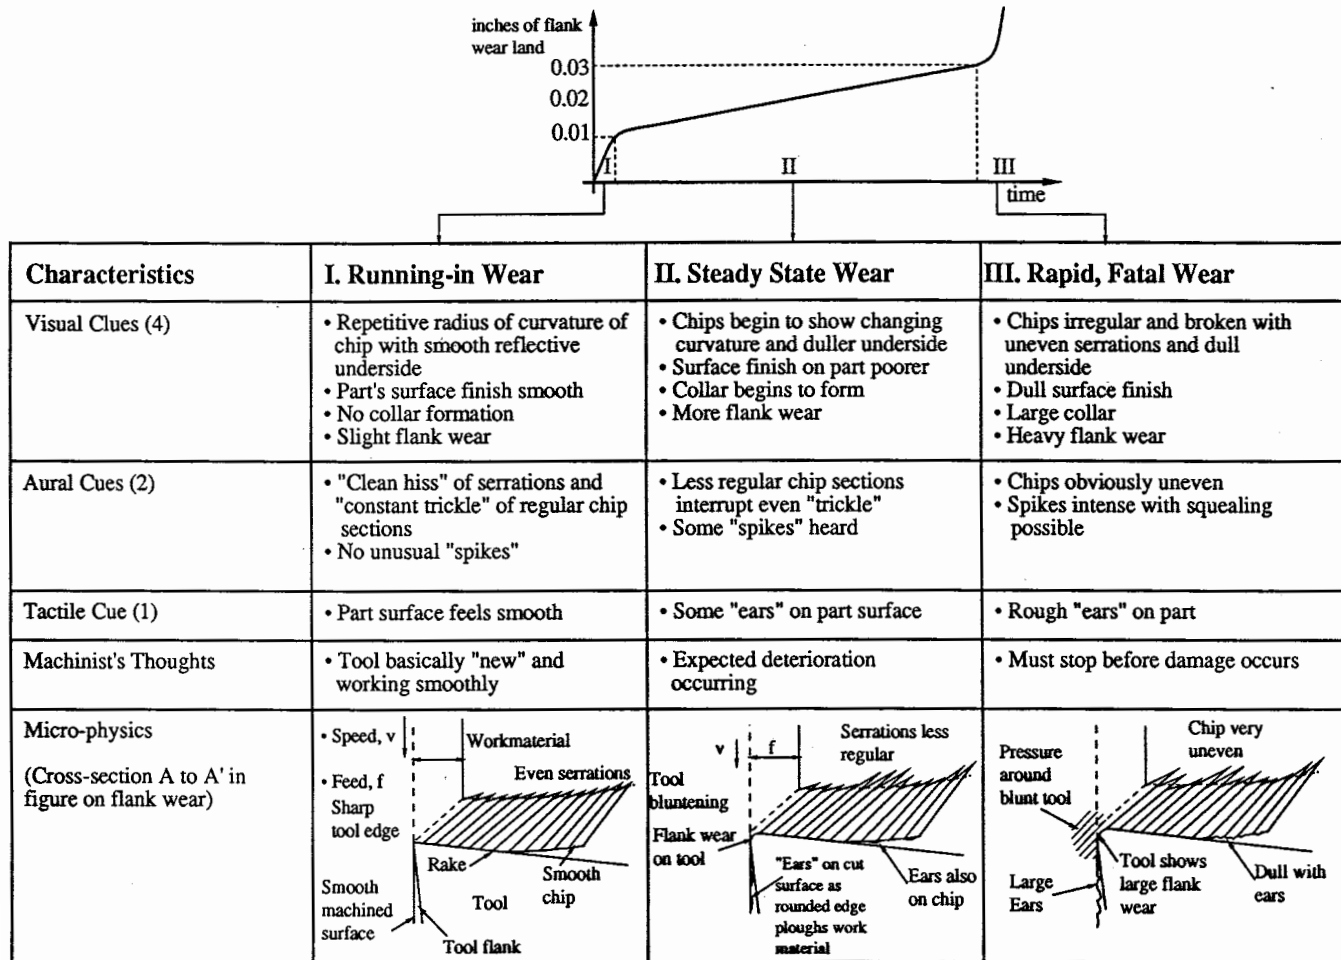 inches of flank
wear land
0.03
0.02
0.01
I
II
III
time
Characteristics
I. Running-in Wear
II. Steady State Wear
III. Rapid, Fatal Wear
Visual Clues (4)
• Repetitive radius of curvature of
chip with smooth reflective
underside
• Part's surface finish smooth
• No collar formation
• Slight flank wear
• Chips begin to show changing
curvature and duller underside
• Surface finish on part poorer
• Collar begins to form
• More flank wear
• Chips irregular and broken with
uneven serrations and dull
underside
• Dull surface finish
• Large collar
• Heavy flank wear
Aural Cues (2)
• "Clean hiss" of serrations and
"constant trickle" of regular chip
sections
• No unusual "spikes"
• Less regular chip sections
interrupt even "trickle"
• Some "spikes" heard
• Chips obviously uneven
• Spikes intense with squealing
possible
Tactile Cue (1)
• Part surface feels smooth
• Some "ears" on part surface
• Rough "ears" on part
Machinist's Thoughts
• Tool basically "new" and
working smoothly
• Expected deterioration
occurring
• Must stop before damage occurs
Micro-physics
(Cross-section A to A' in
figure on flank wear)
• Speed, v
Workmaterial
Even serrations
• Feed, f
Sharp
tool edge
Rake
Smooth
chip
Smooth
machined
surface
Tool
Tool flank
v
f
Serrations less
regular
Tool
bluntening
Flank wear
on tool
"Ears" on cut
surface as
rounded edge
ploughs work
material
Ears also
on chip
Chip very
uneven
Pressure
around
blunt tool
Large
Ears
Tool shows
large flank
wear
Dull with
ears